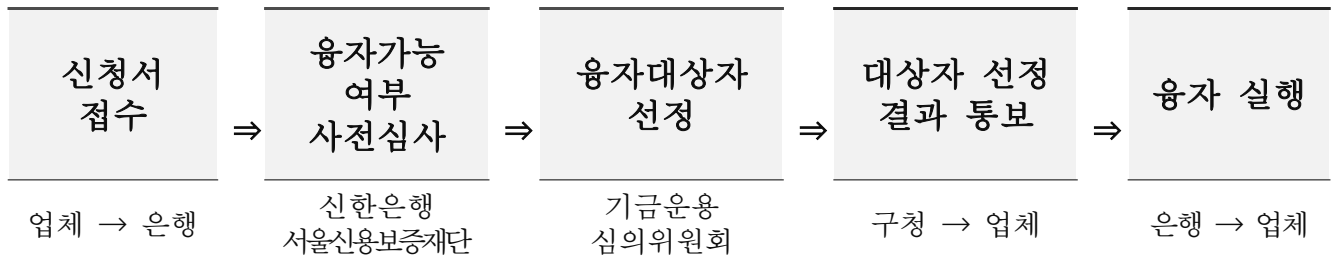 신청서
접수
⇒
융자가능
여부
사전심사
⇒
융자대상자
선정
⇒
대상자 선정
결과 통보
⇒
융자 실행
업체 → 은행
신한은행
서울신용보증재단
기금운용
심의위원회
구청 → 업체
은행 → 업체